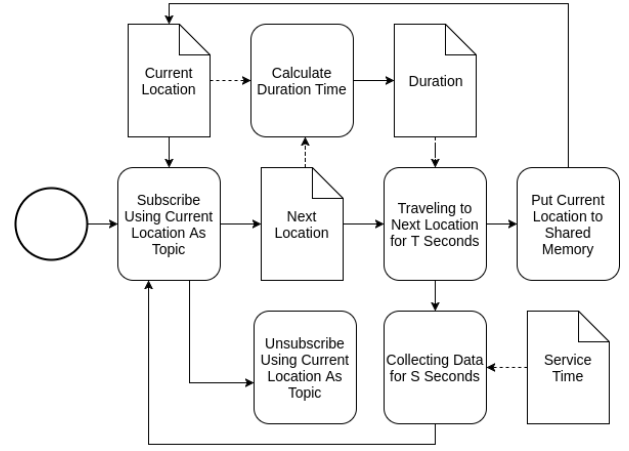 Current
Location
Calculate
Duration Time
Duration
Subscribe
Using Current
Location As
Topic
Next
Location
Traveling to
Next Location
for T Seconds
Put Current
Location to
Shared
Memory
Unsubscribe
Using Current
Location As
Topic
Collecting Data
for S Seconds
Service
Time